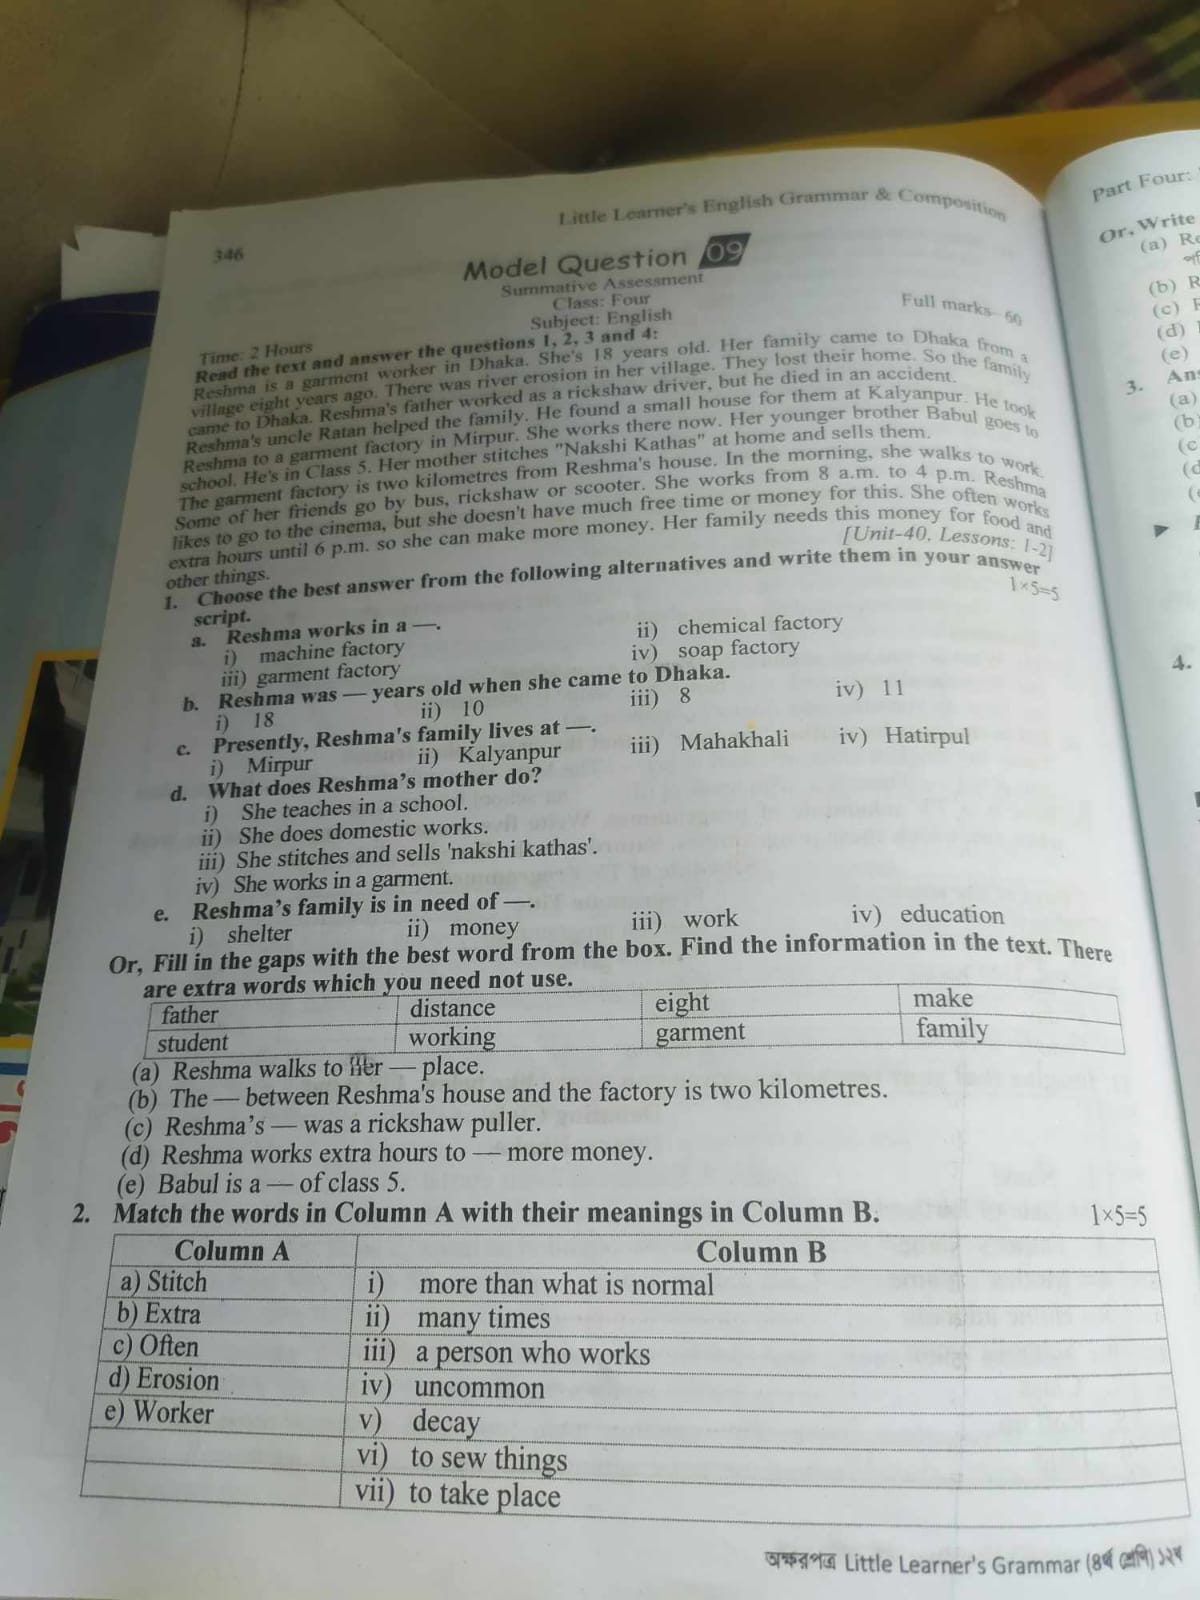 346
Little Learner's English Grammar & Composition
Model Question 09
Summative Assessment
Class: Four
Subject: English
Time: 2 Hours
Full marks- 60
Read the text and answer the questions 1, 2, 3 and 4:
Reshma is a garment worker in Dhaka. She's 18 years old. Her family came to Dhaka from a
village eight years ago. There was river erosion in her village. They lost their home. So the family
came to Dhaka. Reshma's father worked as a rickshaw driver, but he died in an accident.
Reshma's uncle Ratan helped the family. He found a small house for them at Kalyanpur. He took
Reshma to a garment factory in Mirpur. She works there now. Her younger brother Babul goes to
school. He's in Class 5. Her mother stitches "Nakshi Kathas" at home and sells them.
The garment factory is two kilometres from Reshma's house. In the morning, she walks to work.
Some of her friends go by bus, rickshaw or scooter. She works from 8 a.m. to 4 p.m. Reshma
likes to go to the cinema, but she doesn't have much free time or money for this. She often works
extra hours until 6 p.m. so she can make more money. Her family needs this money for food and
other things.
[Unit-40, Lessons: 1-2]
1. Choose the best answer from the following alternatives and write them in your answer
script.
1×5=5
a. Reshma works in a —.
i) machine factory
ii) chemical factory
iii) garment factory
iv) soap factory
b. Reshma was — years old when she came to Dhaka.
i) 18 ii) 10 iii) 8 iv) 11
c. Presently, Reshma's family lives at —.
i) Mirpur ii) Kalyanpur iii) Mahakhali iv) Hatirpul
d. What does Reshma's mother do?
i) She teaches in a school.
ii) She does domestic works.
iii) She stitches and sells 'nakshi kathas'.
iv) She works in a garment.
e. Reshma's family is in need of —.
i) shelter ii) money iii) work iv) education
Or, Fill in the gaps with the best word from the box. Find the information in the text. There
are extra words which you need not use.
father distance eight make
student working garment family
(a) Reshma walks to her — place.
(b) The — between Reshma's house and the factory is two kilometres.
(c) Reshma's — was a rickshaw puller.
(d) Reshma works extra hours to — more money.
(e) Babul is a — of class 5.
2. Match the words in Column A with their meanings in Column B. 1×5=5
Column A Column B
a) Stitch i) more than what is normal
b) Extra ii) many times
c) Often iii) a person who works
d) Erosion iv) uncommon
e) Worker v) decay
vi) to sew things
vii) to take place
অক্ষরপত্র Little Learner's Grammar (৪র্থ শ্রেণি) ১২খ
Part Four:
Or, Write
(a)
(b)
(c)
(d)
(e)
3.
(a)
4.